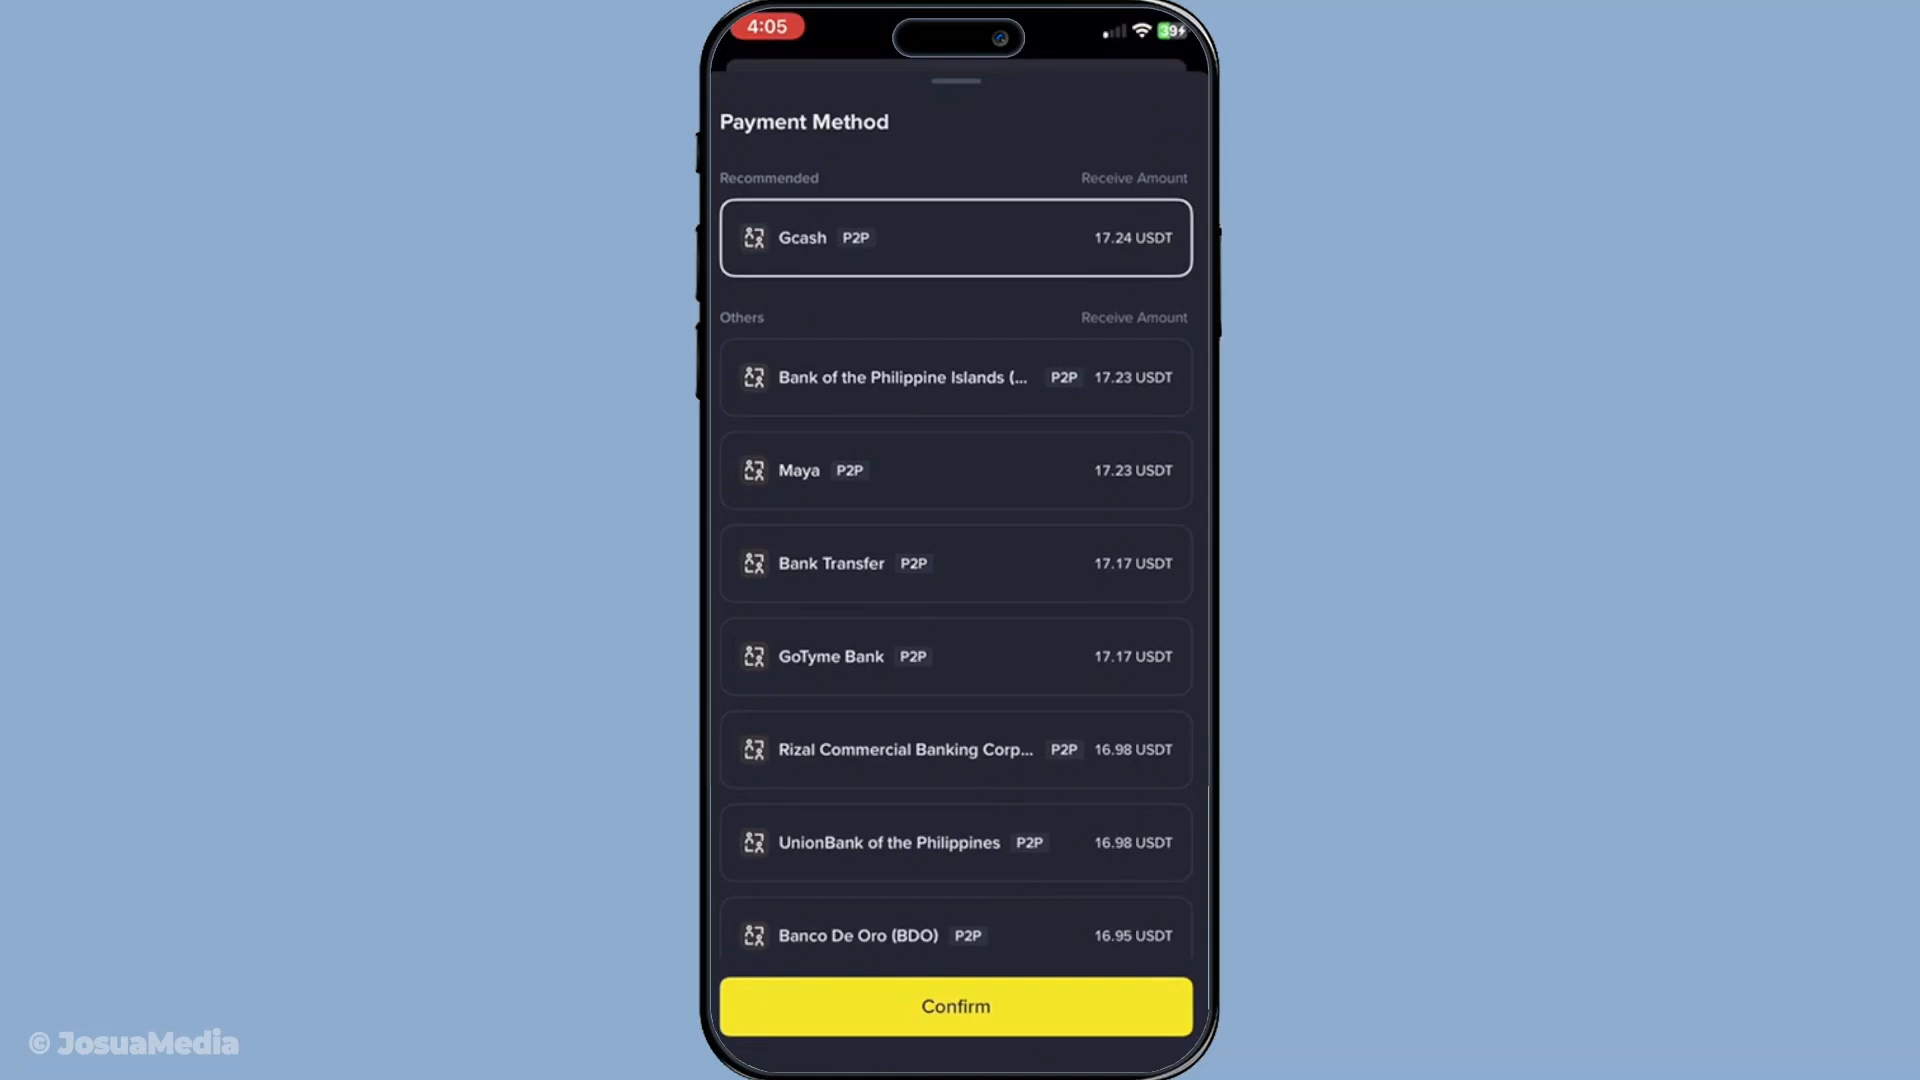 4:05
39
Payment Method
Recommended Receive Amount
Gcash P2P 17.24 USDT
Others Receive Amount
Bank of the Philippine Islands (... P2P 17.23 USDT
Maya P2P 17.23 USDT
Bank Transfer P2P 17.17 USDT
GoTyme Bank P2P 17.17 USDT
Rizal Commercial Banking Corp... P2P 16.98 USDT
UnionBank of the Philippines P2P 16.98 USDT
Banco De Oro (BDO) P2P 16.95 USDT
Confirm
© JosuaMedia